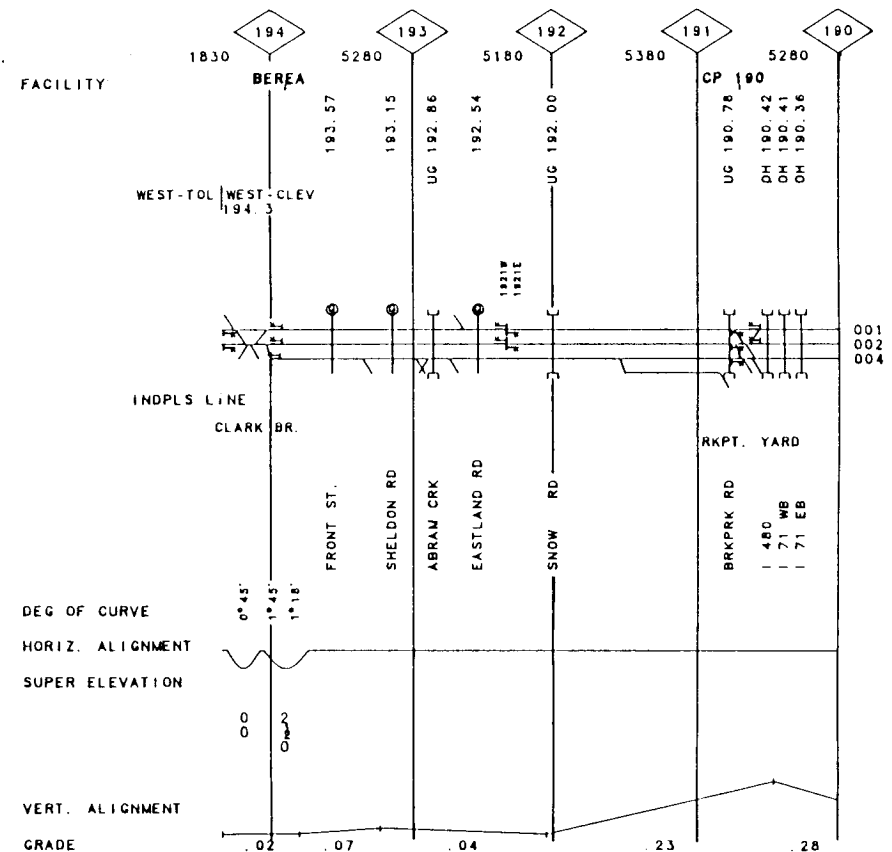 194 193 192 191 190
1830 5280 5180 5380 5280
FACILITY BEREA CP 190
193.57
193.15
UG 192.86
192.54
UG 192.00
UG 190.78
OH 190.42
OH 190.41
OH 190.36
WEST-TOL WEST-CLEV
194.3
1921W
1921E
001
002
004
INDPLS LINE
CLARK BR.
RKPT. YARD
FRONT ST.
SHELDON RD
ABRAM CRK
EASTLAND RD
SNOW RD
BRKPRK RD
I 480
I 71 WB
I 71 EB
DEG OF CURVE 0°45' 1°45' 1°18'
HORIZ. ALIGNMENT
SUPER ELEVATION
0 2
0
0
VERT. ALIGNMENT
GRADE .02 .07 .04 .23 .28